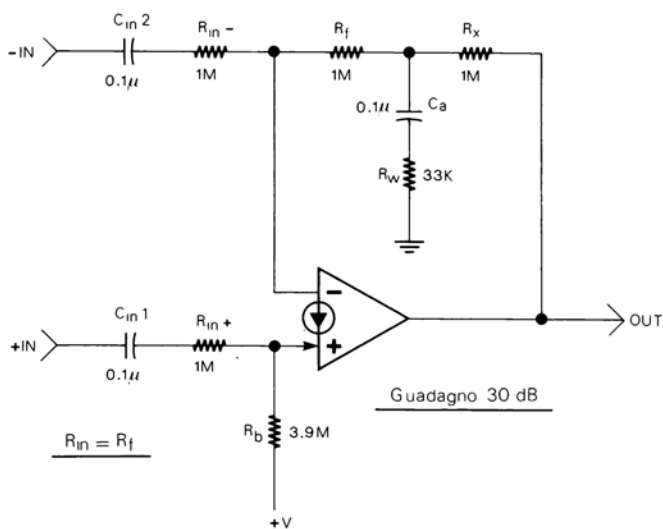 C in 2
R in -
R f
R x
-IN
0.1μ
1M
1M
1M
0.1μ
C a
R w
33K
C in 1
R in +
+IN
0.1μ
1M
-
+
OUT
Guadagno 30 dB
R in = R f
R b
3.9M
+V